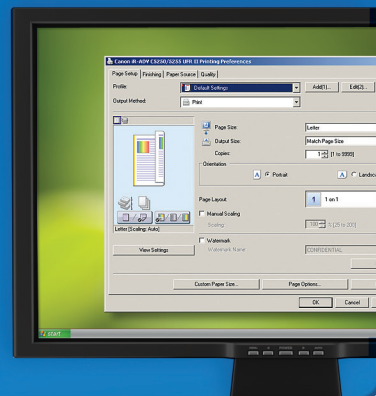 Canon iR-ADV C5250/5255 UFR II Printing Preferences
Page Setup Finishing Paper Source Quality
Profile: Default Settings Add(1)... Edit(2)..
Output Method: Print
Page Size: Letter
Output Size: Match Page Size
Copies: 1 [1 to 9999]
Orientation
A Portrait A Landsca
Page Layout: 1 1 on 1
Manual Scaling
Scaling: 100 % [25 to 200]
Letter [Scaling: Auto]
Watermark
View Settings Watermark Name: CONFIDENTIAL
Custom Paper Size... Page Options...
OK Cancel
start